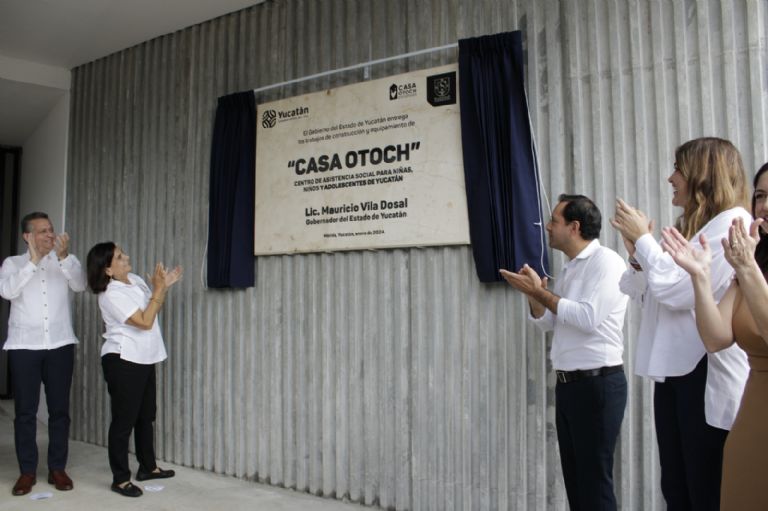 Yucatán
CASA
OTOCH
El Gobierno del Estado de Yucatán entrega
los trabajos de construcción y equipamiento de
“CASA OTOCH”
CENTRO DE ASISTENCIA SOCIAL PARA NIÑAS,
NIÑOS Y ADOLESCENTES DE YUCATÁN
Lic. Mauricio Vila Dosal
Gobernador del Estado de Yucatán
Mérida, Yucatán, enero de 2024